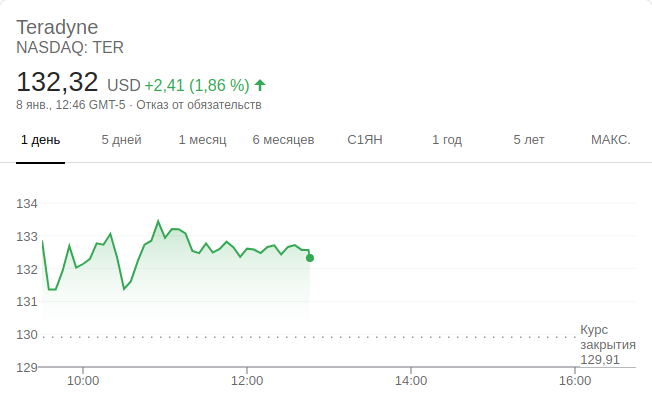 Teradyne
NASDAQ: TER
132,32 USD +2,41 (1,86 %)
8 янв., 12:46 GMT-5 · Отказ от обязательств
1 день 5 дней 1 месяц 6 месяцев С1ЯН 1 год 5 лет МАКС.
134
133
132
131
130
129
Курс
закрытия
129,91
10:00 12:00 14:00 16:00